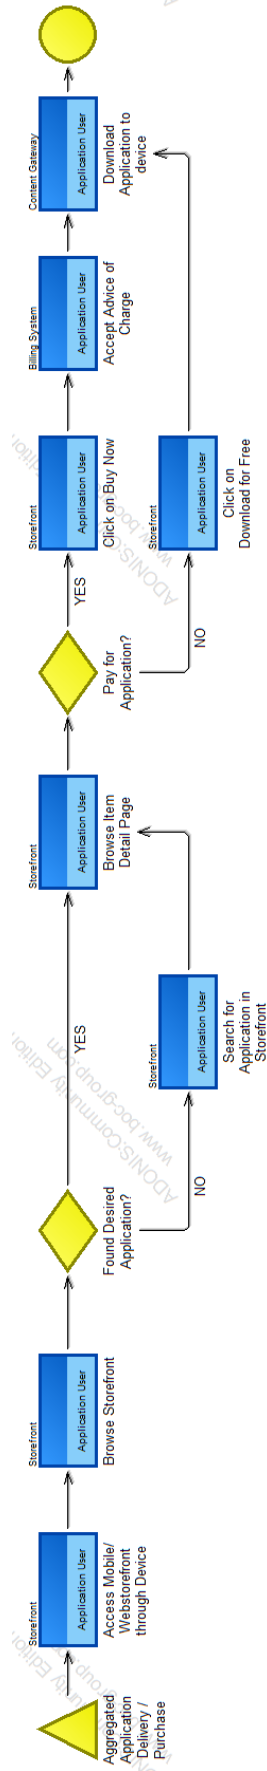 Aggregated
Application
Delivery /
Purchase
Storefront
Application User
Access Mobile/
Webstorefront
through Device
Storefront
Application User
Browse Storefront
Found Desired
Application?
YES
NO
Storefront
Application User
Search for
Application in
Storefront
Storefront
Application User
Browse Item
Detail Page
Pay for
Application?
YES
NO
Storefront
Application User
Click on Buy Now
Storefront
Application User
Click on
Download for Free
Billing System
Application User
Accept Advice of
Charge
Content Gateway
Application User
Download
Application to
device
ADONIS:Community Edition
www.boc-group.com